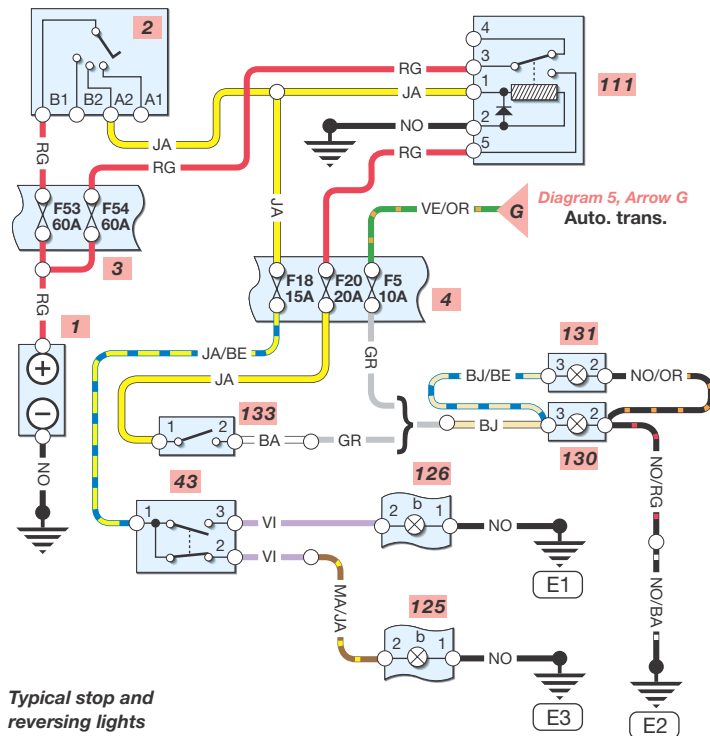 2
B1 B2 A2 A1
4
3
1
2
5
111
RG
JA
NO
RG
JA
RG
RG
F53
60A
F54
60A
3
JA
VE/OR
G
Diagram 5, Arrow G
Auto. trans.
F18
15A
F20
20A
F5
10A
4
RG
1
+
−
NO
JA/BE
JA
GR
133
1 2
BA
GR
BJ/BE
BJ
131
3 2
NO/OR
3 2
130
NO/RG
NO/BA
E2
43
1 3
2
VI
VI
126
2 b 1
NO
E1
MA/JA
125
2 b 1
NO
E3
Typical stop and
reversing lights